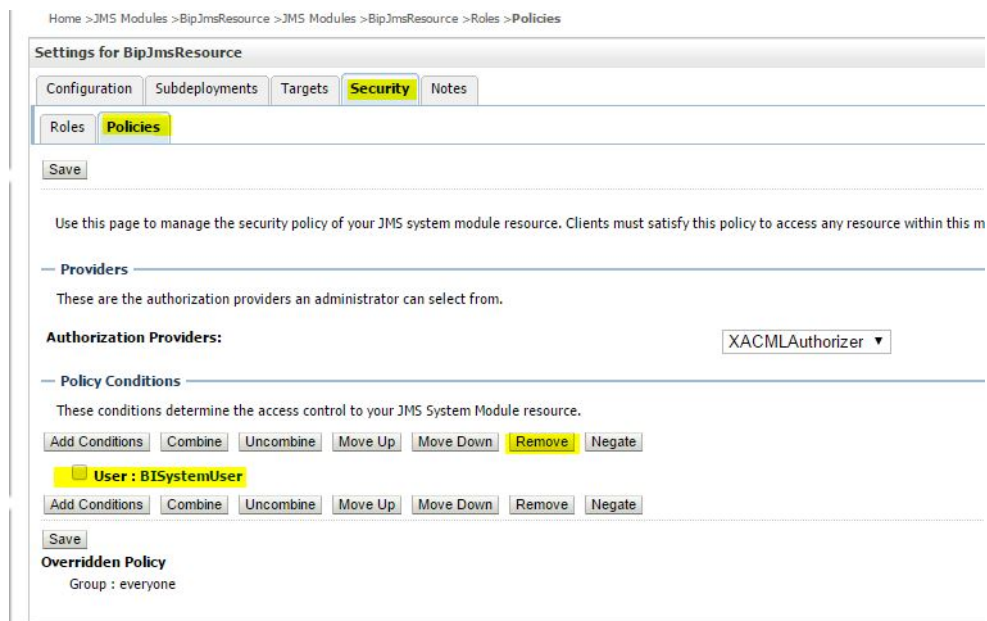 Home >JMS Modules >BipJmsResource >JMS Modules >BipJmsResource >Roles >Policies
Settings for BipJmsResource
Configuration Subdeployments Targets Security Notes
Roles Policies
Save
Use this page to manage the security policy of your JMS system module resource. Clients must satisfy this policy to access any resource within this m
Providers
These are the authorization providers an administrator can select from.
Authorization Providers: XACMLAuthorizer
Policy Conditions
These conditions determine the access control to your JMS System Module resource.
Add Conditions Combine Uncombine Move Up Move Down Remove Negate
User : BISystemUser
Add Conditions Combine Uncombine Move Up Move Down Remove Negate
Save
Overridden Policy
Group : everyone